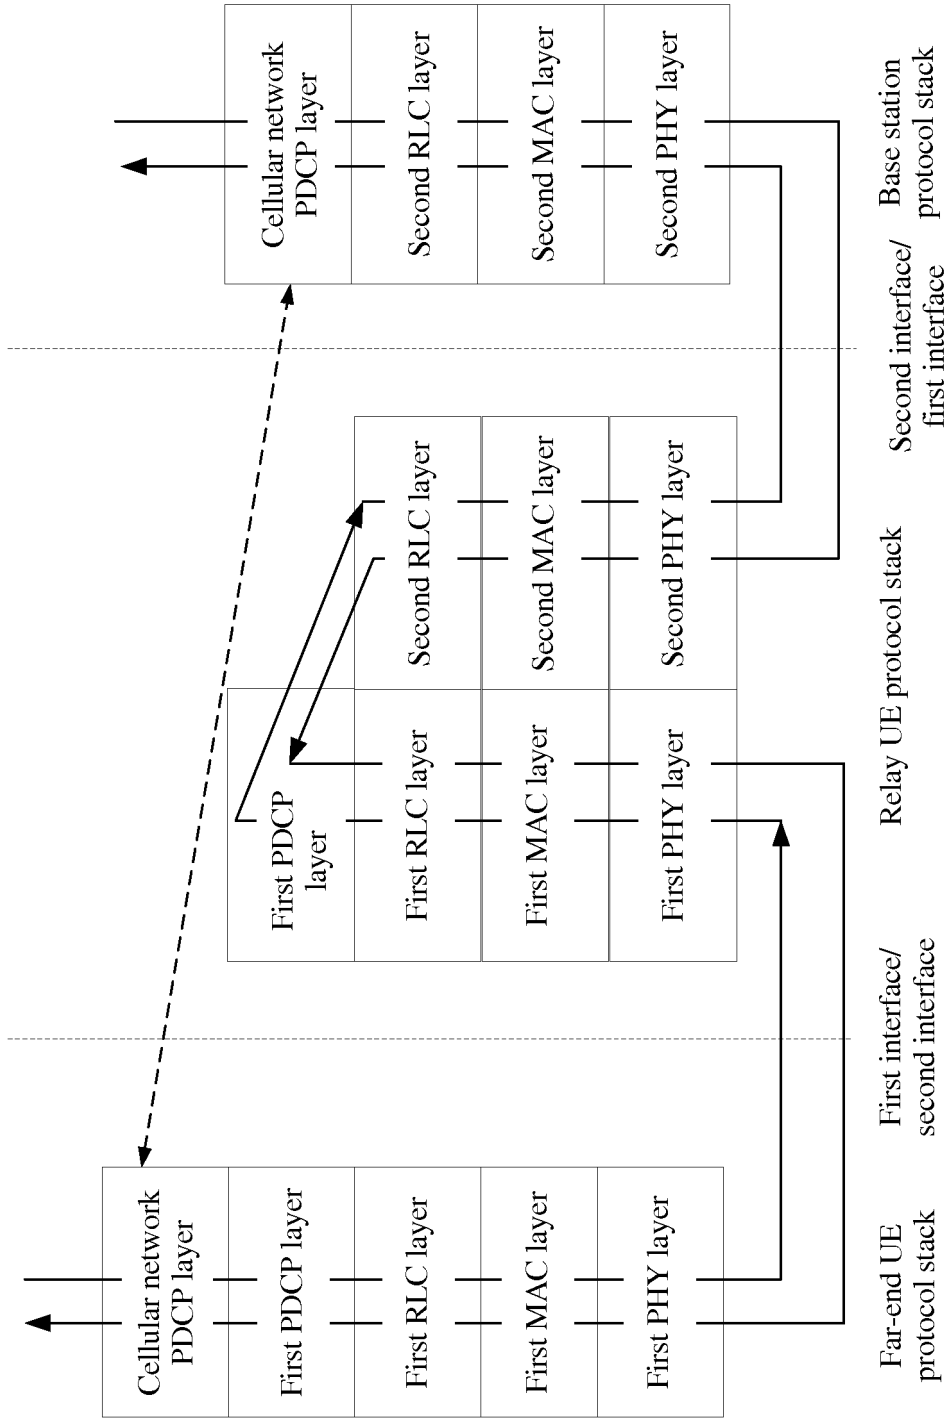 Cellular network
PDCP layer
First PDCP layer
First RLC layer
First MAC layer
First PHY layer
Far-end UE
protocol stack
First interface/
second interface
First PDCP
layer
First RLC layer
First MAC layer
First PHY layer
Second RLC layer
Second MAC layer
Second PHY layer
Relay UE protocol stack
Second interface/
first interface
Cellular network
PDCP layer
Second RLC layer
Second MAC layer
Second PHY layer
Base station
protocol stack